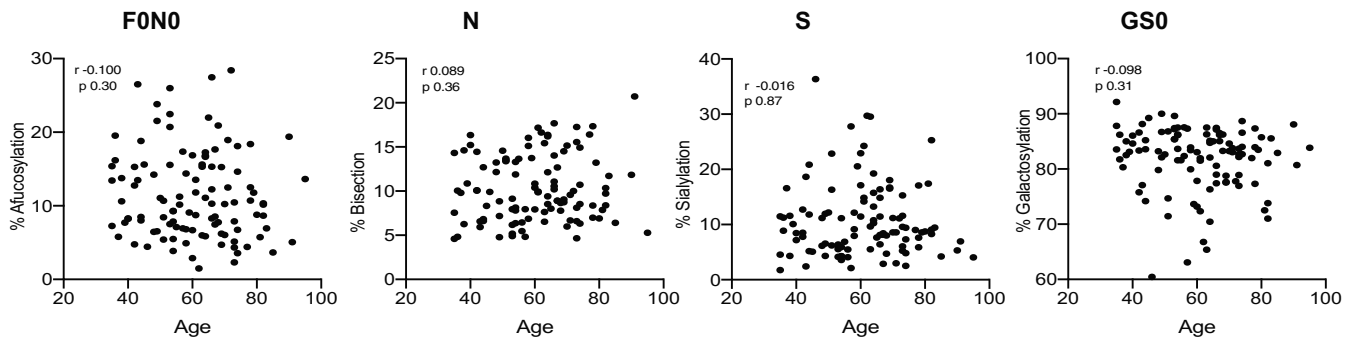 F0N0
N
S
GS0
30
20
10
0
% Afucosylation
r -0.100
p 0.30
20
40
60
80
100
Age
25
20
15
10
5
0
% Bisection
r 0.089
p 0.36
20
40
60
80
100
Age
40
30
20
10
0
% Sialylation
r -0.016
p 0.87
20
40
60
80
100
Age
100
90
80
70
60
% Galactosylation
r -0.098
p 0.31
20
40
60
80
100
Age